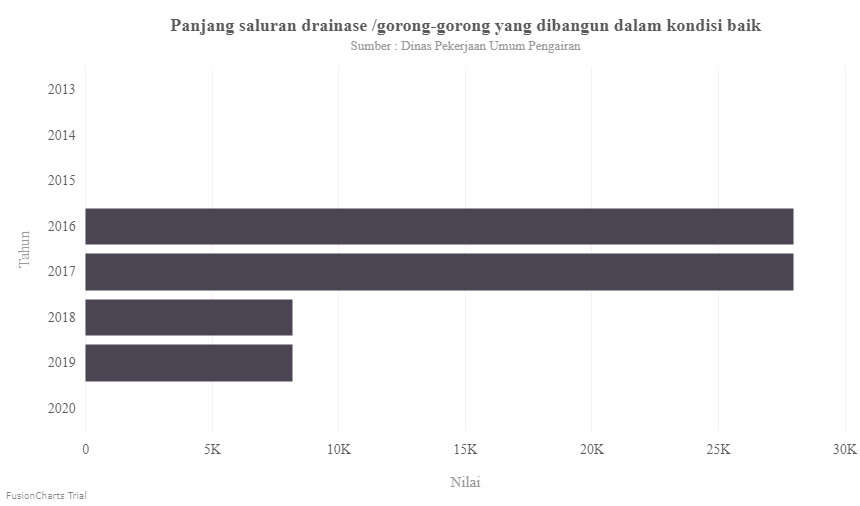 Panjang saluran drainase /gorong-gorong yang dibangun dalam kondisi baik
Sumber : Dinas Pekerjaan Umum Pengairan
2013
2014
2015
2016
2017
2018
2019
2020
Tahun
0 5K 10K 15K 20K 25K 30K
Nilai
FusionCharts Trial